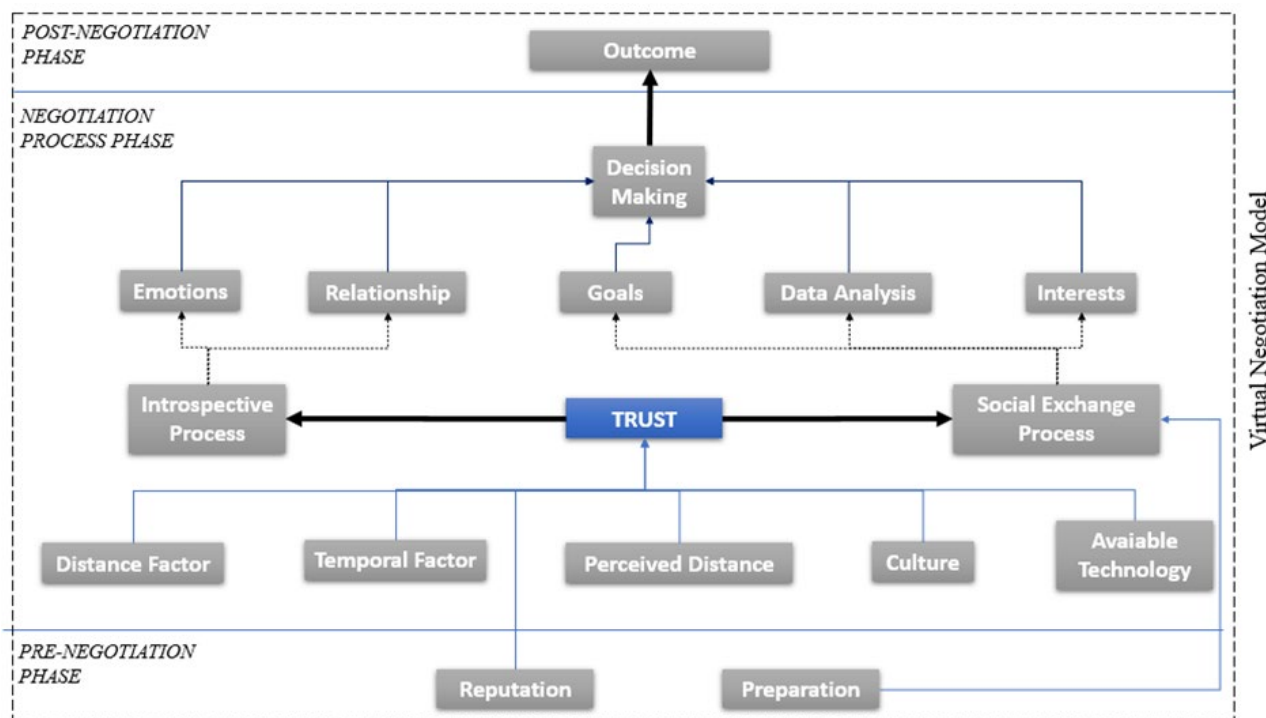 POST-NEGOTIATION
PHASE
Outcome
NEGOTIATION
PROCESS PHASE
Decision
Making
Emotions
Relationship
Goals
Data Analysis
Interests
Introspective
Process
TRUST
Social Exchange
Process
Distance Factor
Temporal Factor
Perceived Distance
Culture
Avaiable
Technology
PRE-NEGOTIATION
PHASE
Reputation
Preparation
Virtual Negotiation Model